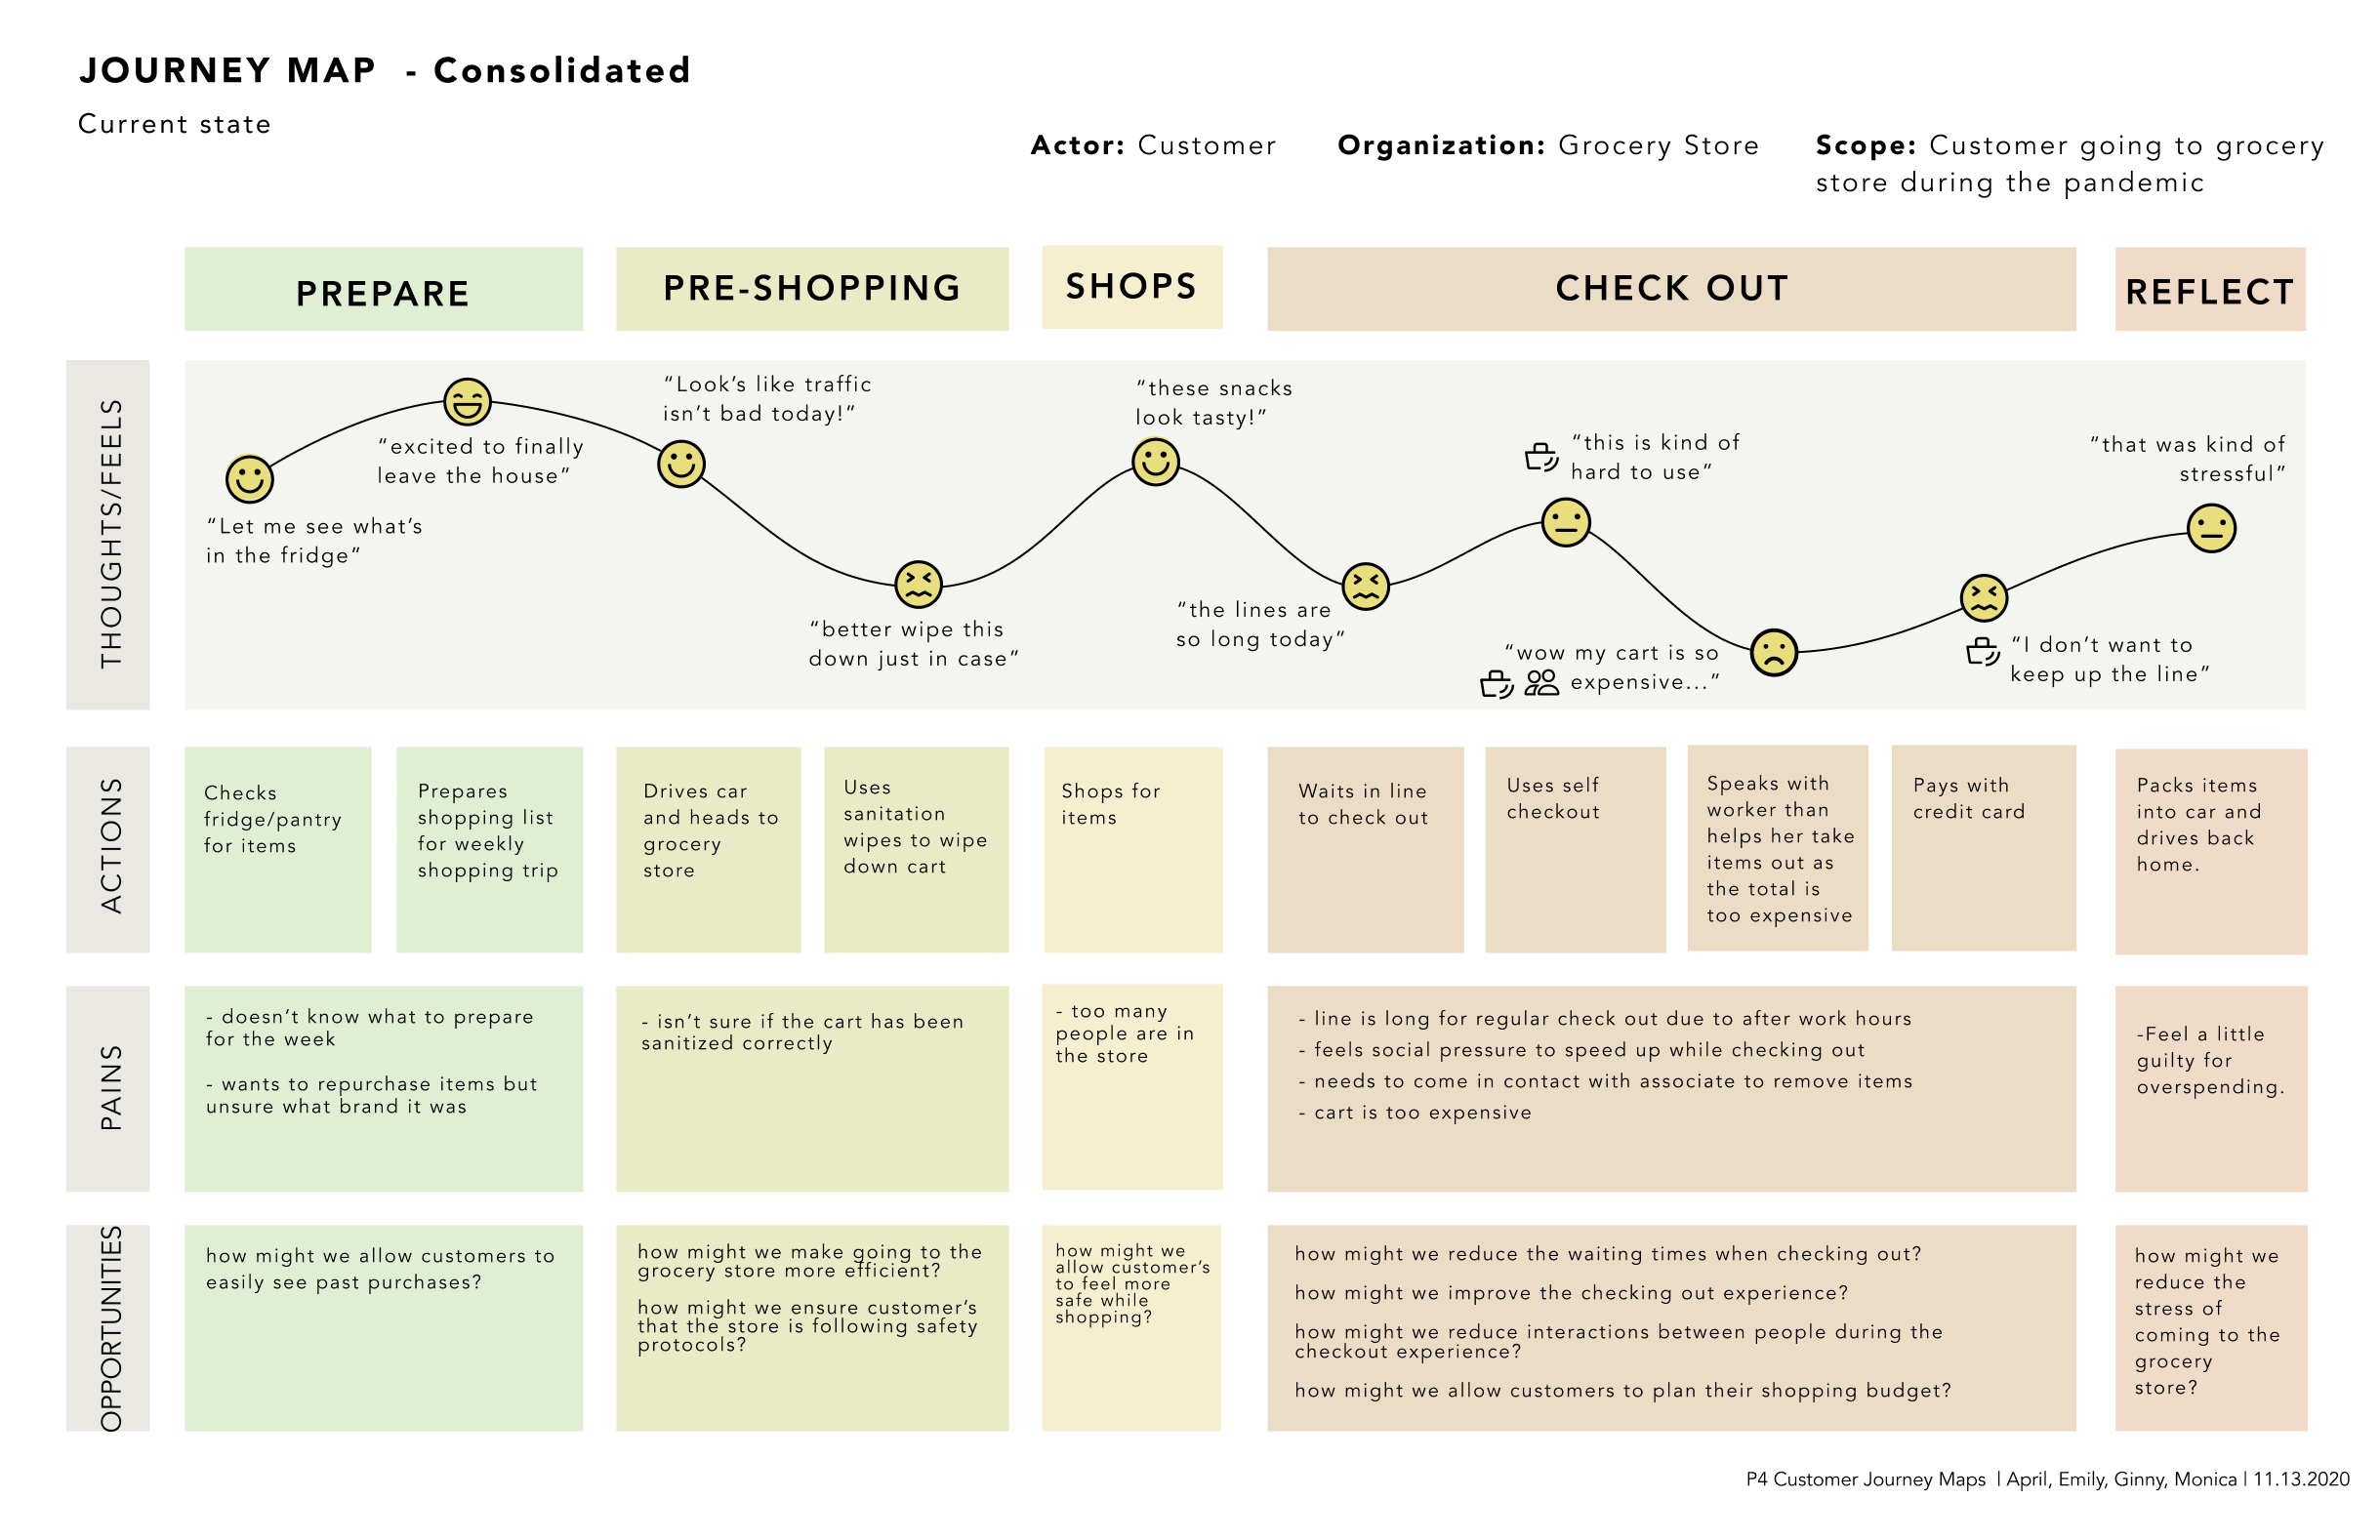 JOURNEY MAP - Consolidated
Current state
Actor: Customer
Organization: Grocery Store
Scope: Customer going to grocery
store during the pandemic
PREPARE
PRE-SHOPPING
SHOPS
CHECK OUT
REFLECT
THOUGHTS/FEELS
“Let me see what’s
in the fridge”
“excited to finally
leave the house”
“Look’s like traffic
isn’t bad today!”
“better wipe this
down just in case”
“these snacks
look tasty!”
“the lines are
so long today”
“this is kind of
hard to use”
“wow my cart is so
expensive...”
“I don’t want to
keep up the line”
“that was kind of
stressful”
ACTIONS
Checks
fridge/pantry
for items
Prepares
shopping list
for weekly
shopping trip
Drives car
and heads to
grocery
store
Uses
sanitation
wipes to wipe
down cart
Shops for
items
Waits in line
to check out
Uses self
checkout
Speaks with
worker than
helps her take
items out as
the total is
too expensive
Pays with
credit card
Packs items
into car and
drives back
home.
PAINS
- doesn’t know what to prepare
for the week
- wants to repurchase items but
unsure what brand it was
- isn’t sure if the cart has been
sanitized correctly
- too many
people are in
the store
- line is long for regular check out due to after work hours
- feels social pressure to speed up while checking out
- needs to come in contact with associate to remove items
- cart is too expensive
-Feel a little
guilty for
overspending.
OPPORTUNITIES
how might we allow customers to
easily see past purchases?
how might we make going to the
grocery store more efficient?
how might we ensure customer’s
that the store is following safety
protocols?
how might we
allow customer’s
to feel more
safe while
shopping?
how might we reduce the waiting times when checking out?
how might we improve the checking out experience?
how might we reduce interactions between people during the
checkout experience?
how might we allow customers to plan their shopping budget?
how might we
reduce the
stress of
coming to the
grocery
store?
P4 Customer Journey Maps | April, Emily, Ginny, Monica | 11.13.2020